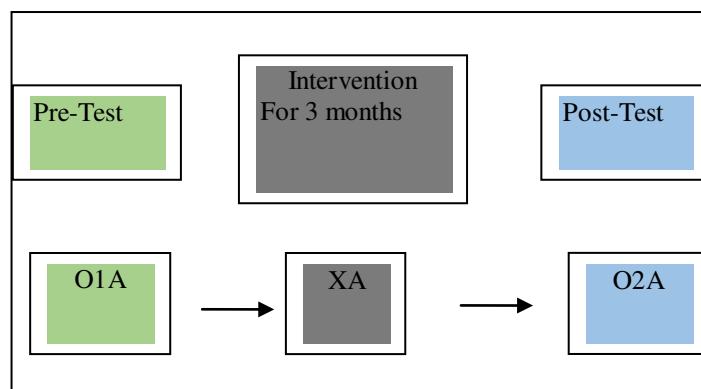 Pre-Test
Intervention
For 3 months
Post-Test
O1A
XA
O2A